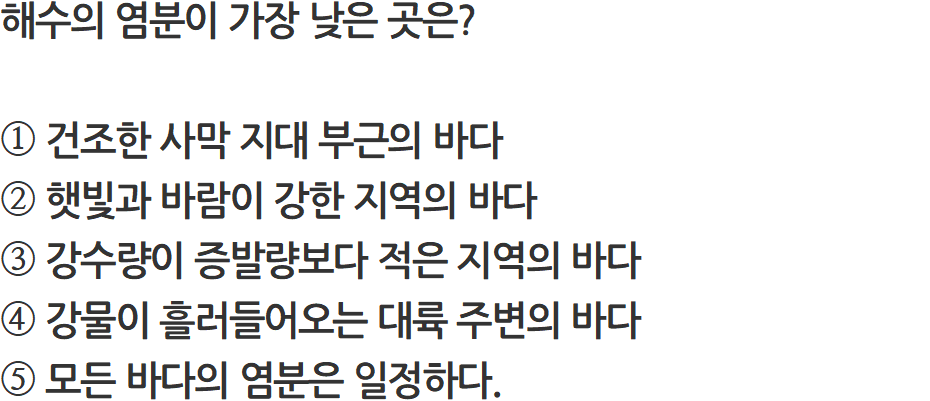 해수의 염분이 가장 낮은 곳은?
① 건조한 사막 지대 부근의 바다
② 햇빛과 바람이 강한 지역의 바다
③ 강수량이 증발량보다 적은 지역의 바다
④ 강물이 흘러들어오는 대륙 주변의 바다
⑤ 모든 바다의 염분은 일정하다.